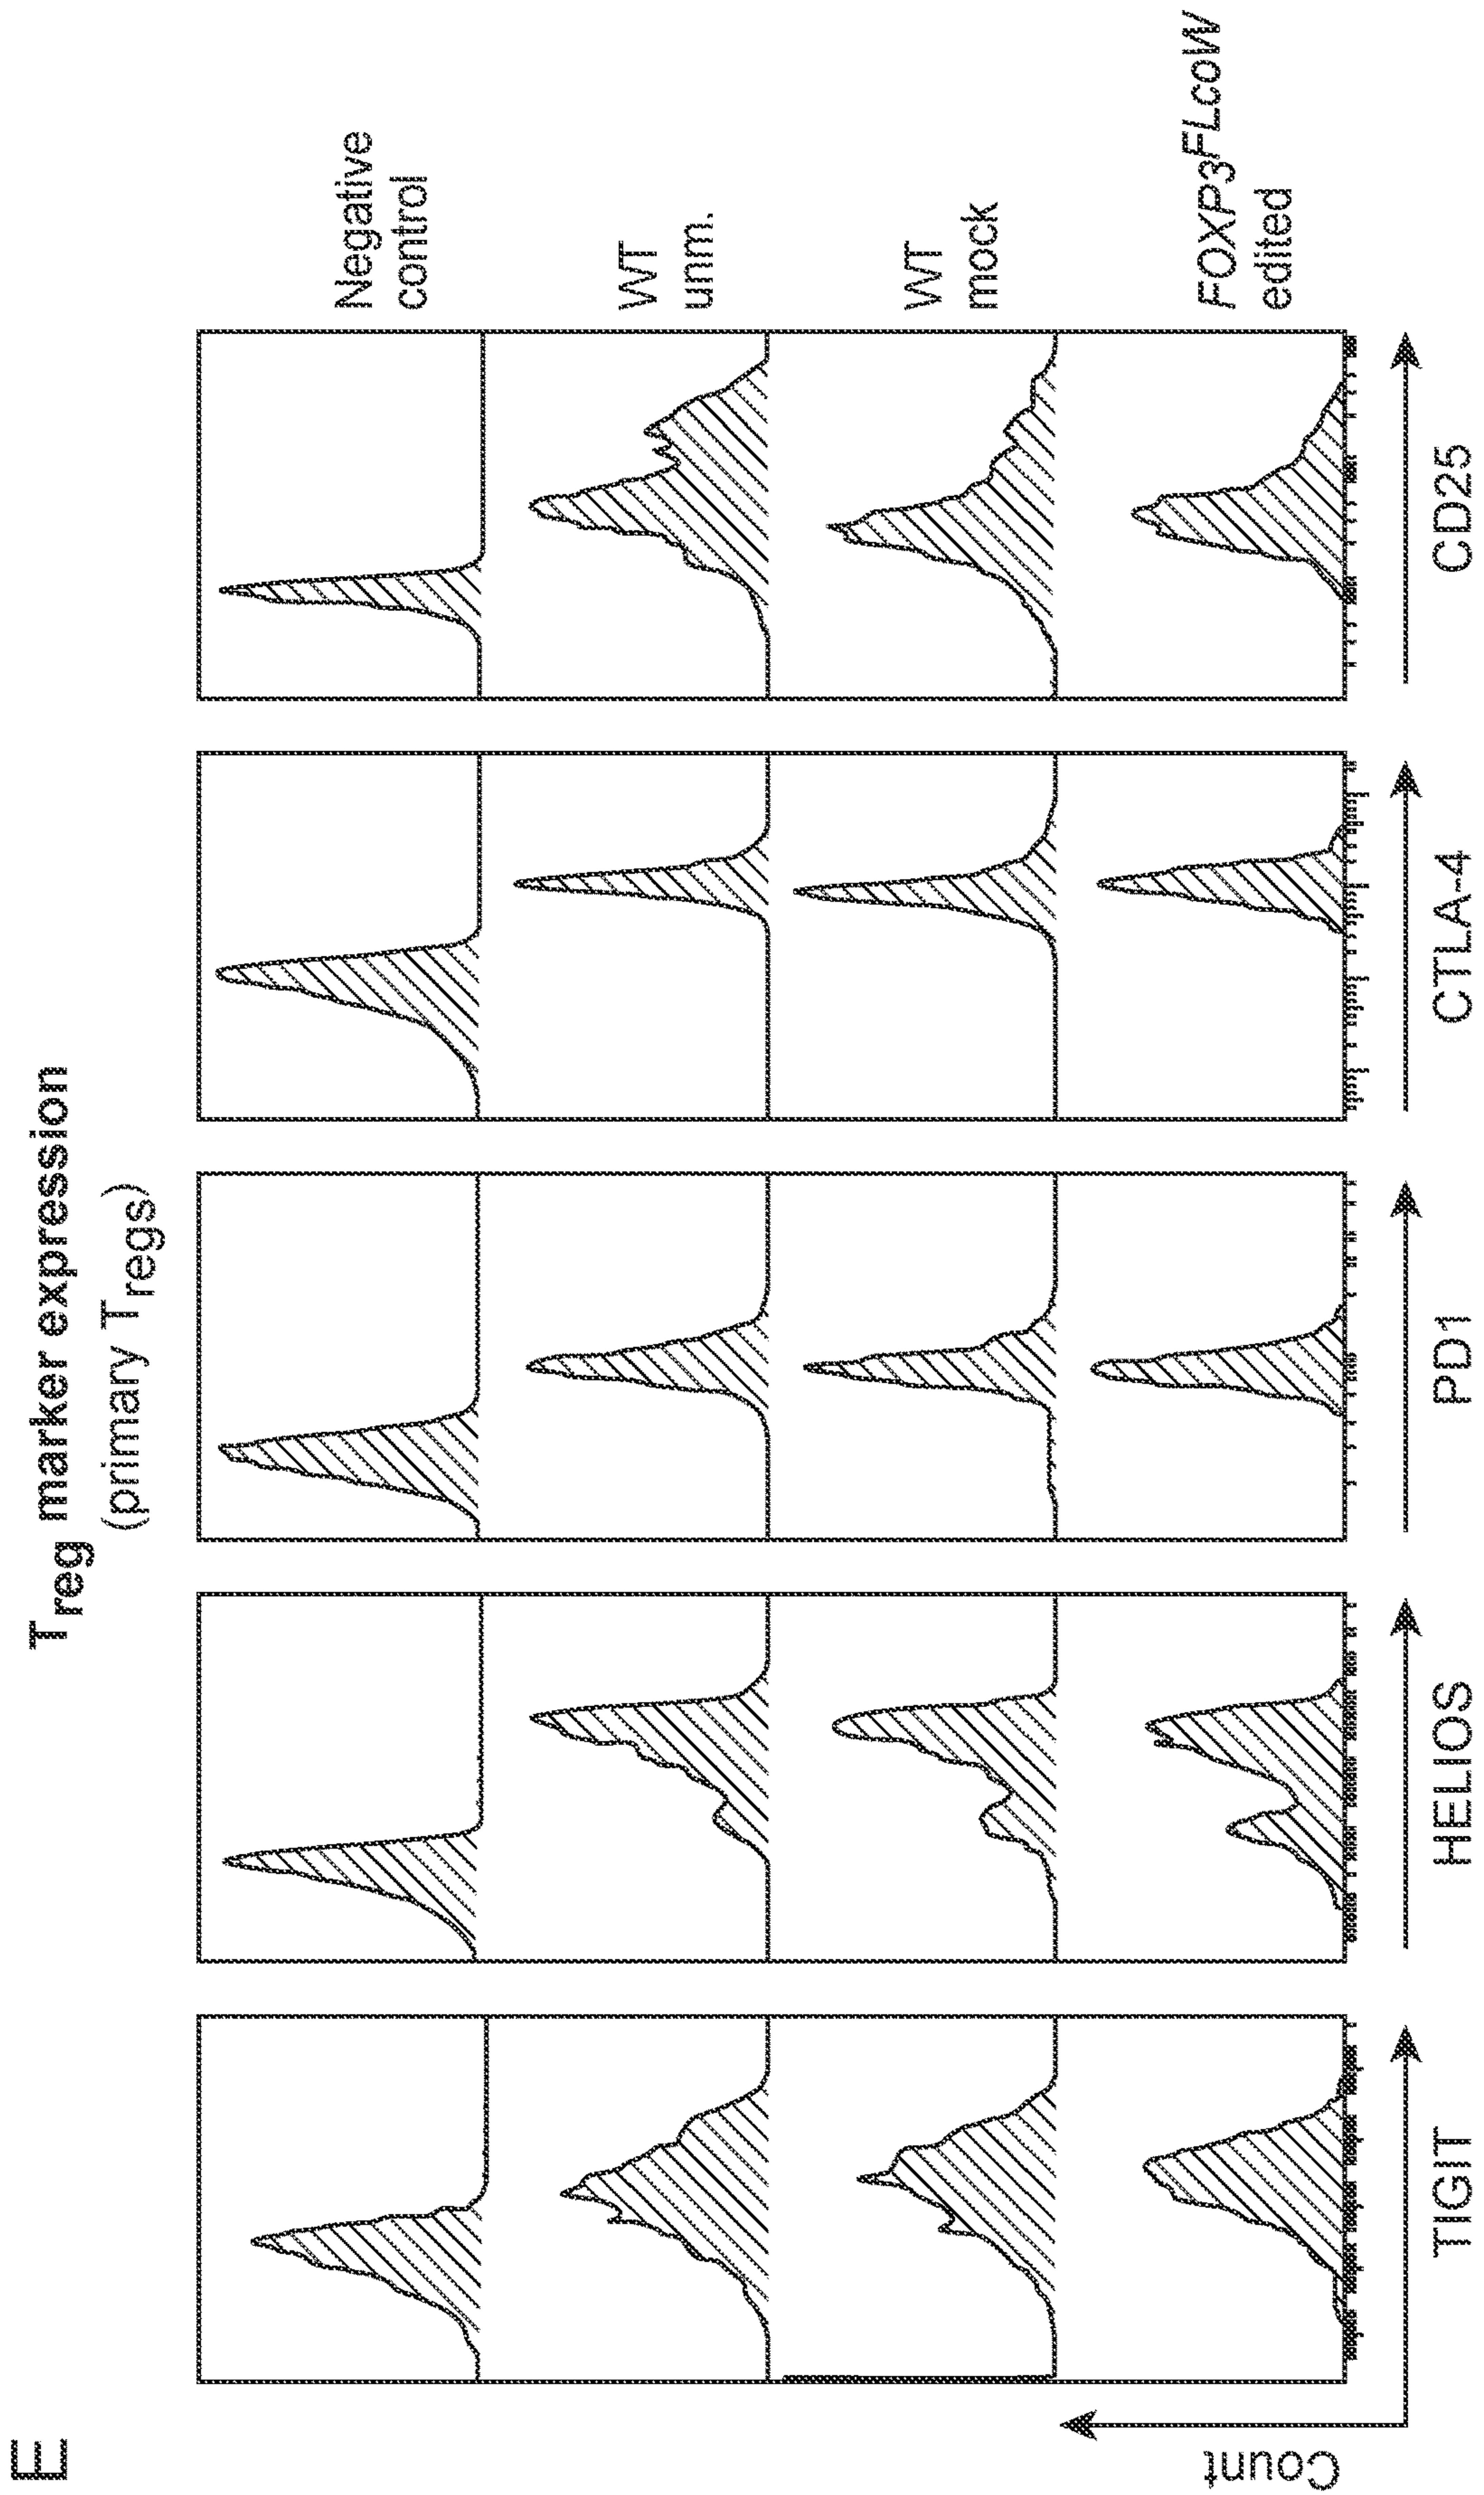 E
Treg marker expression
(primary Tregs)
Negative
control
WT
unm.
WT
mock
FOXP3FLcoW
edited
Count
TIGIT
HELIOS
PD1
CTLA-4
CD25